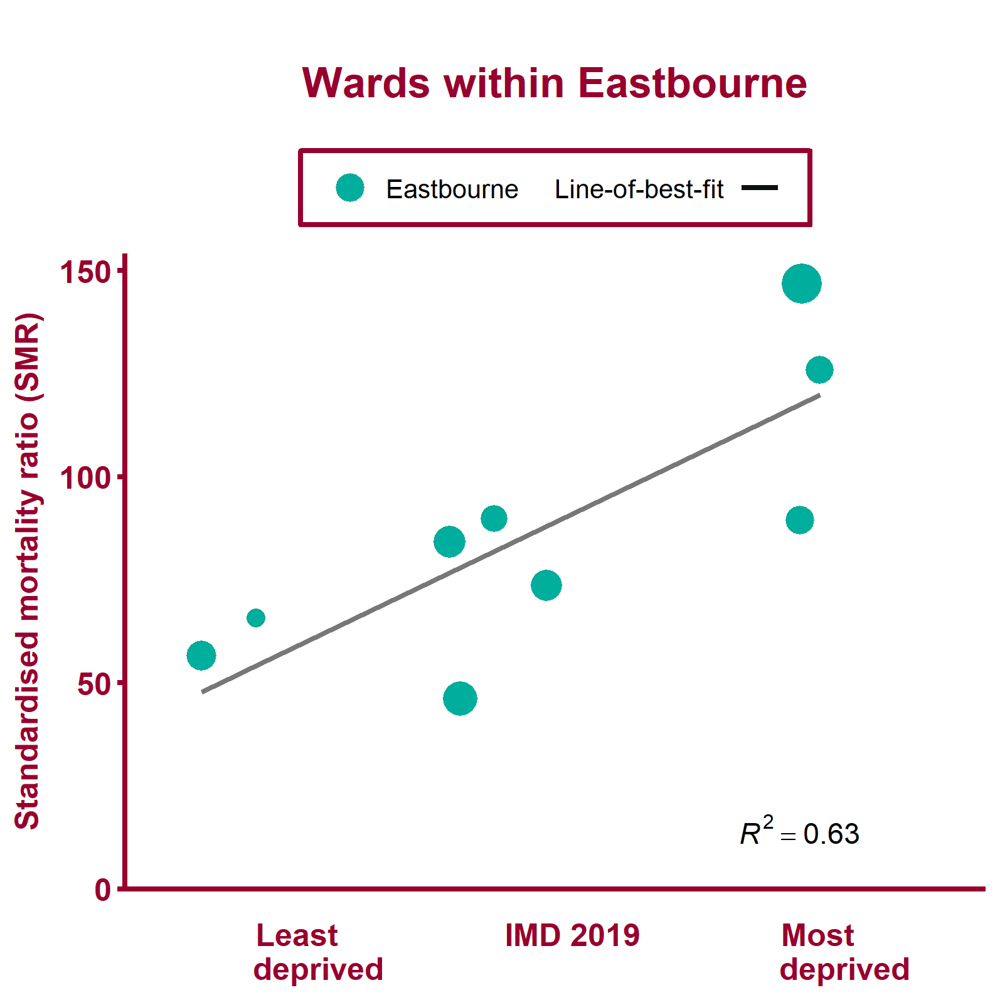 Wards within Eastbourne
Eastbourne Line-of-best-fit
150
100
50
0
Standardised mortality ratio (SMR)
R² = 0.63
Least deprived
IMD 2019
Most deprived